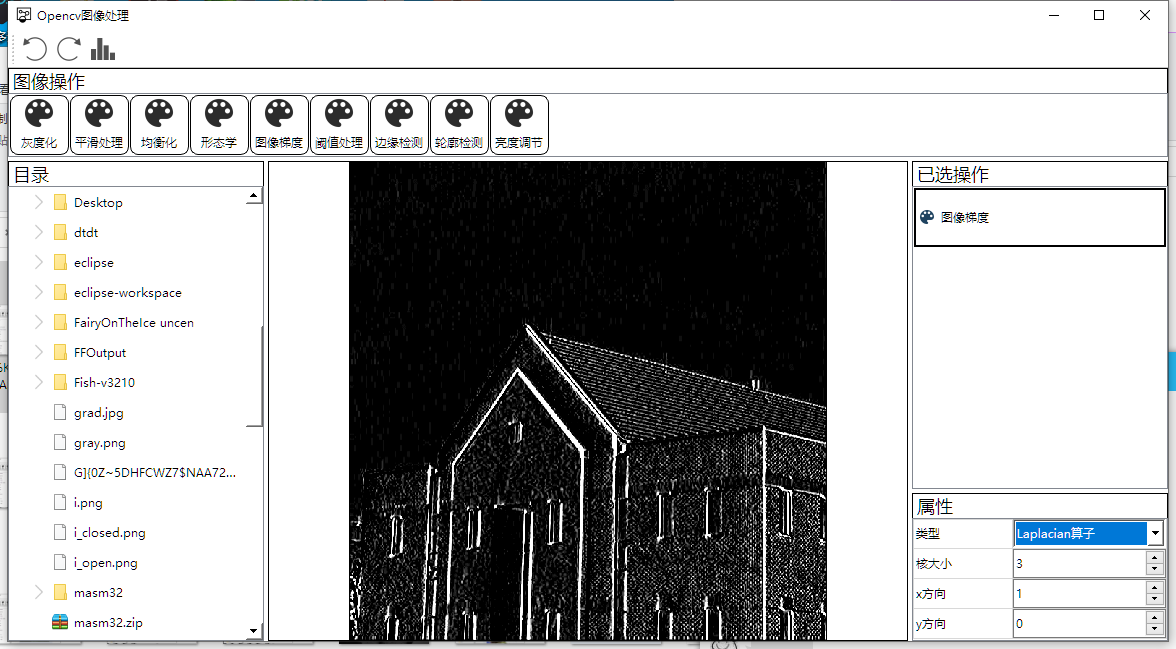 Opencv图像处理
图像操作
灰度化 平滑处理 均衡化 形态学 图像梯度 阈值处理 边缘检测 轮廓检测 亮度调节
目录
Desktop
dtdt
eclipse
eclipse-workspace
FairyOnTheIce uncen
FFOutput
Fish-v3210
grad.jpg
gray.png
G]{0Z~5DHFCWZ7$NAA72...
i.png
i_closed.png
i_open.png
masm32
masm32.zip
已选操作
图像梯度
属性
类型 Laplacian算子
核大小 3
x方向 1
y方向 0